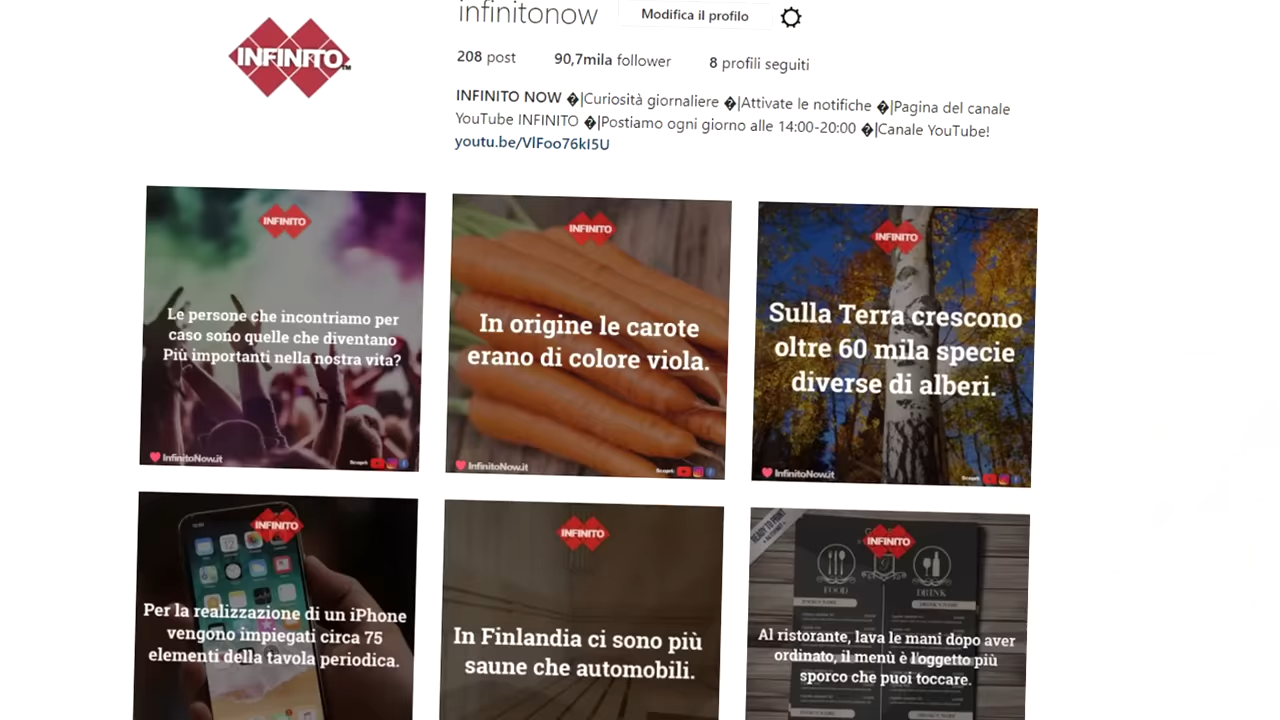 infinitonow
Modifica il profilo
INFINITO
TM
208 post
90,7mila follower
8 profili seguiti
INFINITO NOW �|Curiosità giornaliere �|Attivate le notifiche �|Pagina del canale
YouTube INFINITO �|Postiamo ogni giorno alle 14:00-20:00 �|Canale YouTube!
youtu.be/VlFoo76kI5U
INFINITO
Le persone che incontriamo per
caso sono quelle che diventano
Più importanti nella nostra vita?
InfinitoNow.it
INFINITO
In origine le carote
erano di colore viola.
InfinitoNow.it
INFINITO
Sulla Terra crescono
oltre 60 mila specie
diverse di alberi.
InfinitoNow.it
INFINITO
Per la realizzazione di un iPhone
vengono impiegati circa 75
elementi della tavola periodica.
INFINITO
In Finlandia ci sono più
saune che automobili.
READY TO PRINT
INFINITO
FOOD
DRINK
Al ristorante, lava le mani dopo aver
ordinato, il menù è l'oggetto più
sporco che puoi toccare.